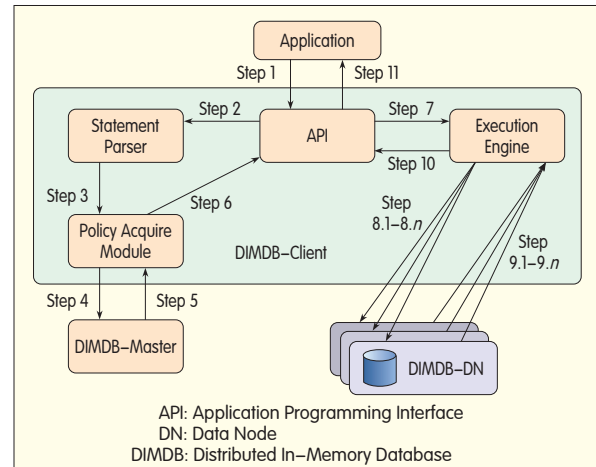 Application
Step 1
Step 11
Step 2
Step 7
Statement
Parser
API
Execution
Engine
Step 10
Step 3
Step 6
Step
8.1–8.n
Step
9.1–9.n
Policy Acquire
Module
DIMDB–Client
Step 4
Step 5
DIMDB–Master
DIMDB–DN
API: Application Programming Interface
DN: Data Node
DIMDB: Distributed In–Memory Database